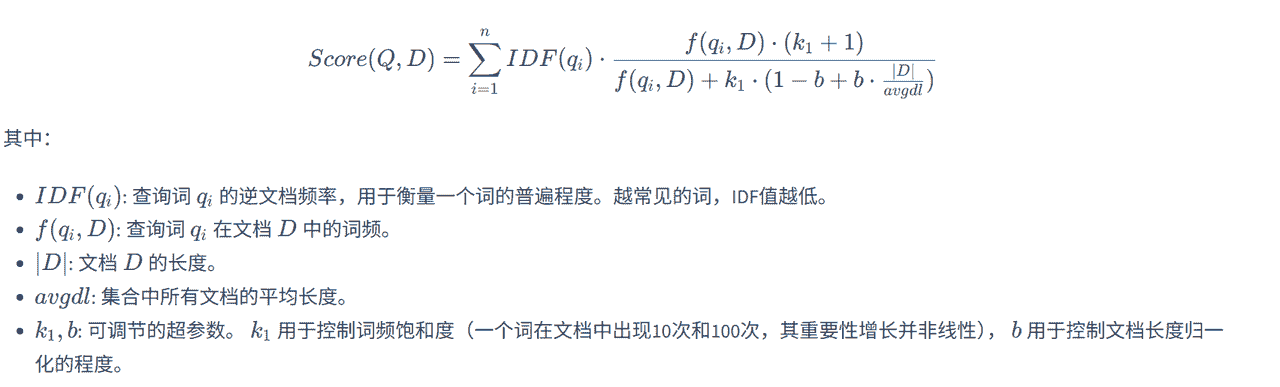 Score(Q, D) = \sum_{i=1}^{n} IDF(q_i) \cdot \frac{f(q_i, D) \cdot (k_1 + 1)}{f(q_i, D) + k_1 \cdot (1 - b + b \cdot \frac{|D|}{avgdl})}
其中：
• IDF(q_i): 查询词 q_i 的逆文档频率，用于衡量一个词的普遍程度。越常见的词，IDF值越低。
• f(q_i, D): 查询词 q_i 在文档 D 中的词频。
• |D|: 文档 D 的长度。
• avgdl: 集合中所有文档的平均长度。
• k_1, b: 可调节的超参数。 k_1 用于控制词频饱和度（一个词在文档中出现10次和100次，其重要性增长并非线性）， b 用于控制文档长度归一
化的程度。